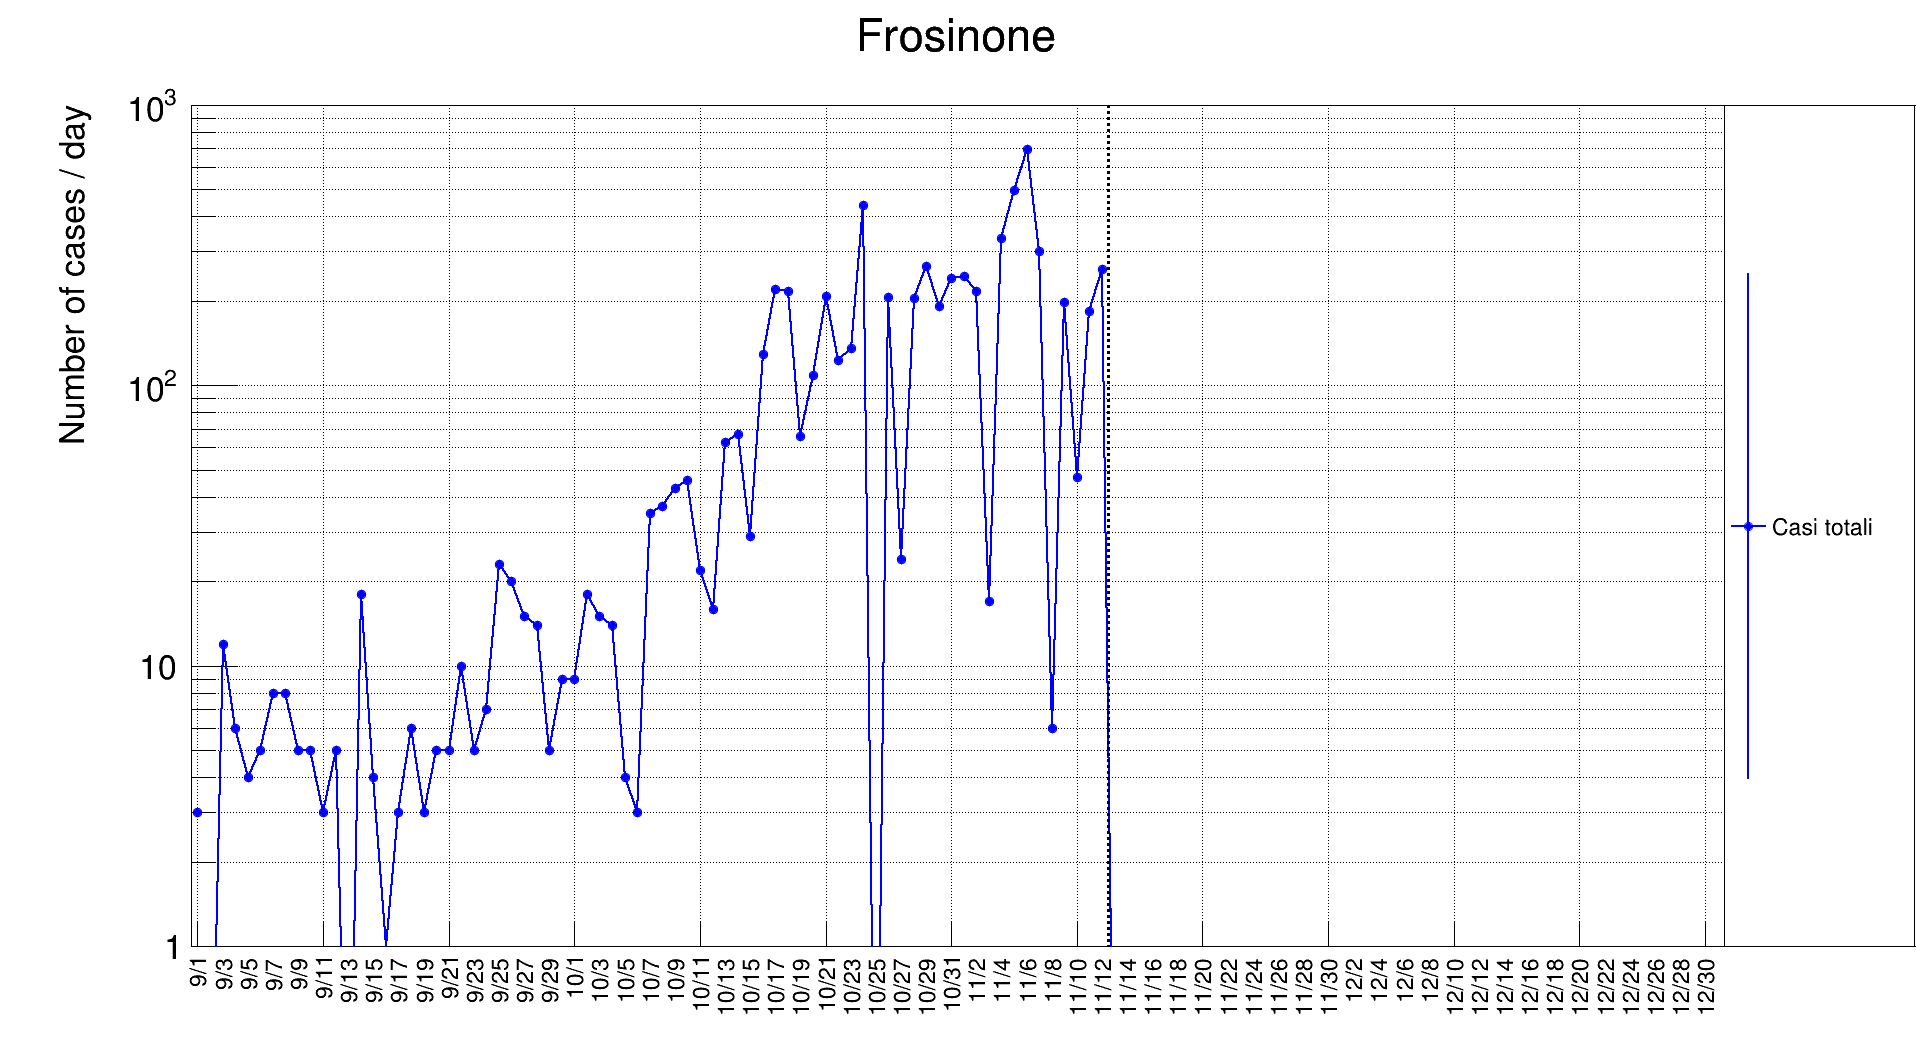 Frosinone
Number of cases / day
10³
10²
10
1
9/1 9/3 9/5 9/7 9/9 9/11 9/13 9/15 9/17 9/19 9/21 9/23 9/25 9/27 9/29 10/1 10/3 10/5 10/7 10/9 10/11 10/13 10/15 10/17 10/19 10/21 10/23 10/25 10/27 10/29 10/31 11/2 11/4 11/6 11/8 11/10 11/12 11/14 11/16 11/18 11/20 11/22 11/24 11/26 11/28 11/30 12/2 12/4 12/6 12/8 12/10 12/12 12/14 12/16 12/18 12/20 12/22 12/24 12/26 12/28 12/30
Casi totali